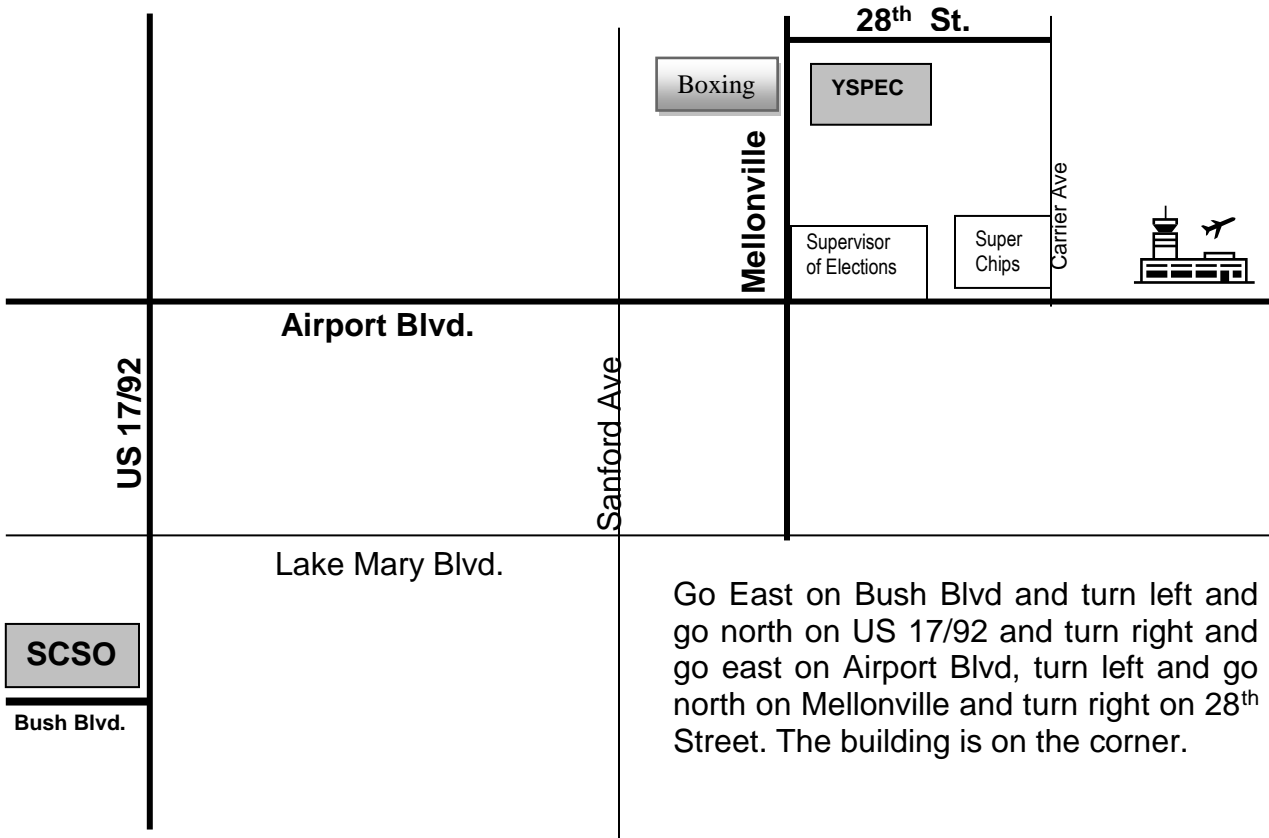 28th St.
Boxing
YSPEC
Mellonville
Carrier Ave
Supervisor
of Elections
Super
Chips
Airport Blvd.
US 17/92
Sanford Ave
Lake Mary Blvd.
SCSO
Bush Blvd.
Go East on Bush Blvd and turn left and
go north on US 17/92 and turn right and
go east on Airport Blvd, turn left and go
north on Mellonville and turn right on 28th
Street. The building is on the corner.